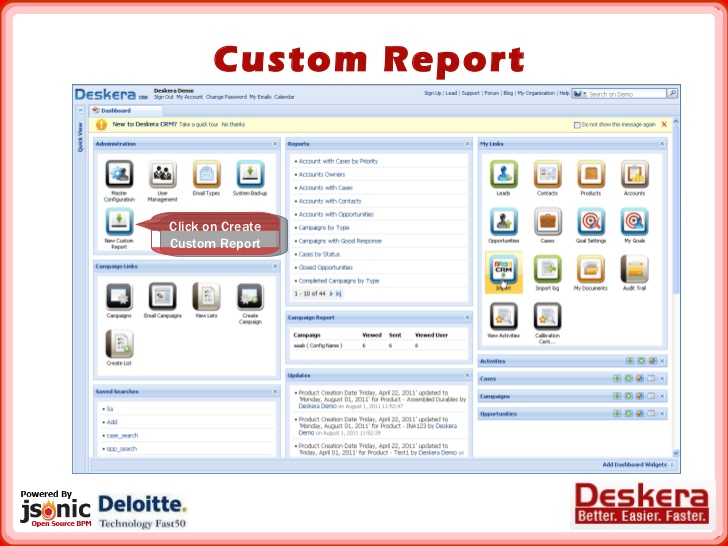 Custom Report
Deskera CRM
Deskera Demo
Sign Out My Account Change Password My Emails Calendar
Sign Up | Lead | Support | Forum | Blog | My Organization | Help
Search on Demo
Quick View
Dashboard
New to Deskera CRM? Take a quick tour No thanks
Do not show this message again
Administration
Master
Configuration
User
Management
Email Types
System Backup
New Custom
Report
Click on Create
Custom Report
Campaign Links
Campaigns
Email Campaigns
View Lists
Create
Campaign
Create List
Saved Searches
Sa
Add
case_search
opp_search
Reports
Account with Cases by Priority
Accounts Owners
Accounts with Cases
Accounts with Contacts
Accounts with Opportunities
Campaigns by Type
Campaigns with Good Response
Cases by Status
Closed Opportunities
Completed Campaigns by Type
1 - 10 of 44
Campaign Report
Campaign Viewed Sent Viewed User
aaab ( Config Name ) 6 6 6
Updates
Product Creation Date 'Friday, April 22, 2011' updated to
'Monday, August 01, 2011' for Product - Assembled Durables by
Deskera Demo on August 1, 2011 11:52:47
Product Creation Date 'Friday, April 22, 2011' updated to
'Monday, August 01, 2011' for Product - INA123 by Deskera
Demo on August 1, 2011 11:52:39
Product Creation Date 'Friday, April 22, 2011' updated to
'Friday, April 22, 2011' for Product - Test1 by Deskera Demo on
My Links
Leads
Contacts
Products
Accounts
Opportunities
Cases
Goal Settings
My Goals
CRM
Import
Import log
My Documents
Audit Trail
View Activities
Calibration
Certi...
Activities
Cases
Campaigns
Opportunities
Add Dashboard Widgets
Powered By
jsonic
Open Source BPM
Deloitte.
Technology Fast50
Deskera
Better. Easier. Faster.